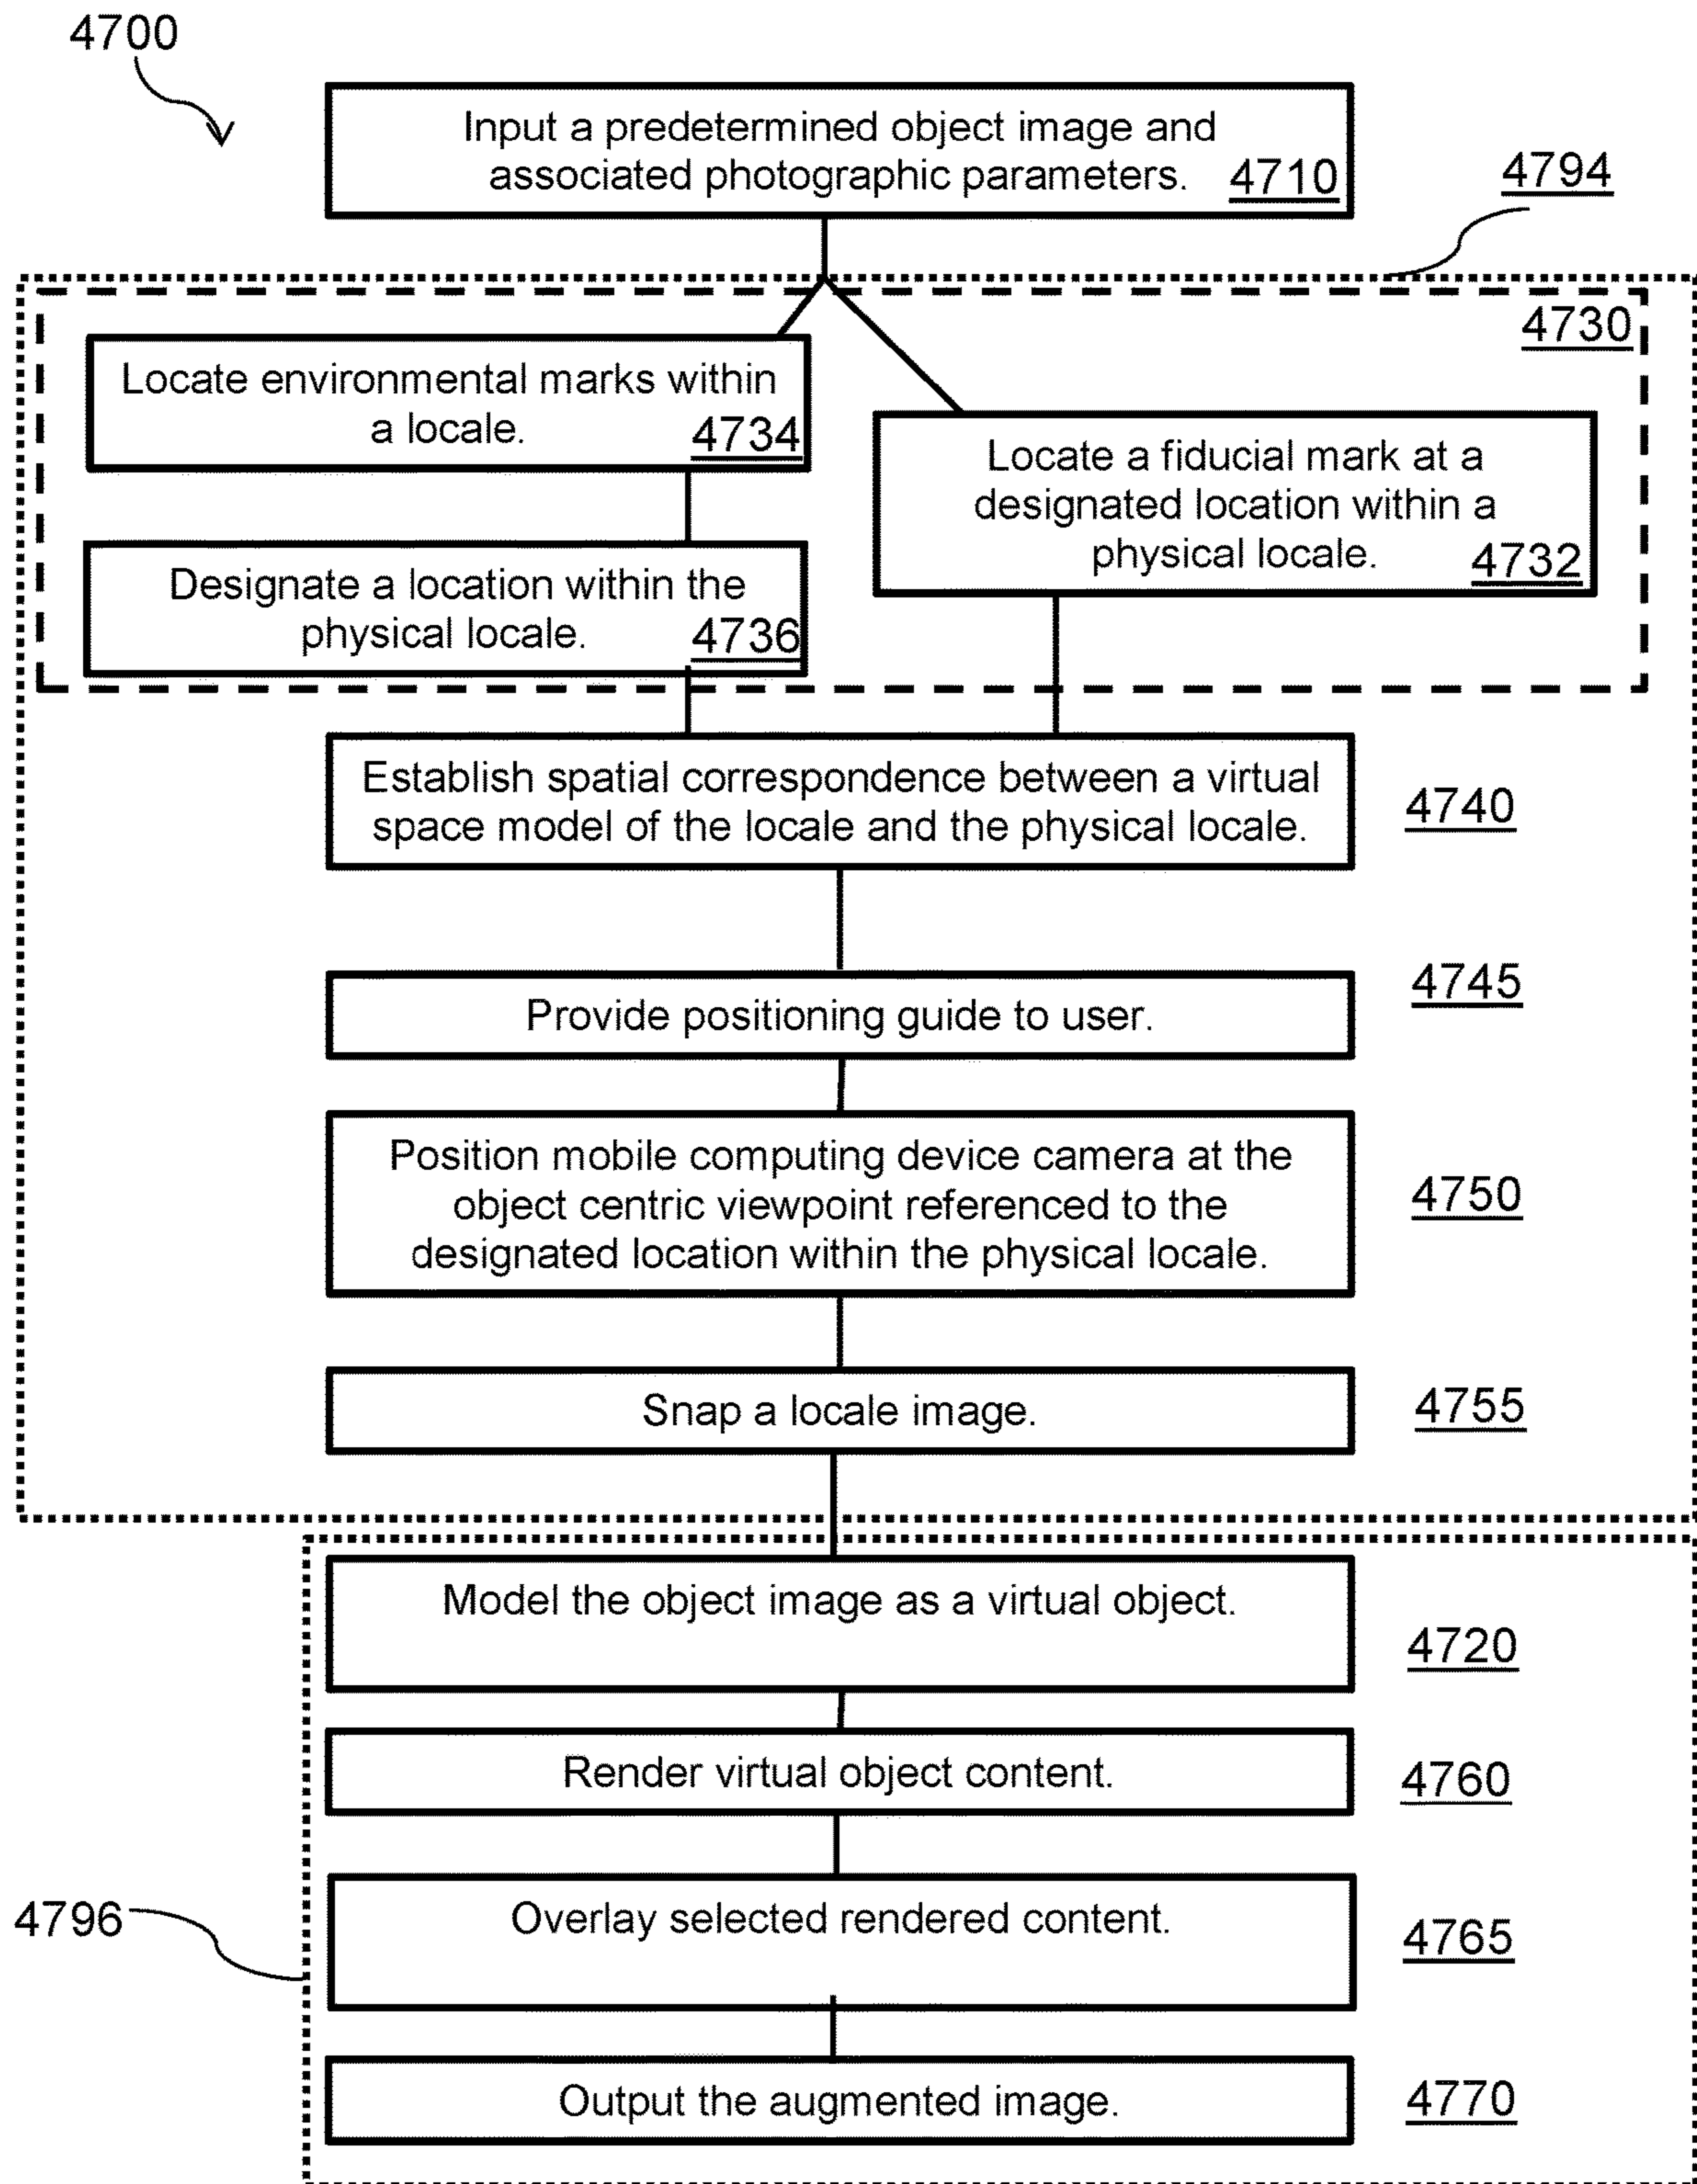 4700
Input a predetermined object image and
associated photographic parameters. 4710
4794
4730
Locate environmental marks within
a locale. 4734
Locate a fiducial mark at a
designated location within a
physical locale. 4732
Designate a location within the
physical locale. 4736
Establish spatial correspondence between a virtual
space model of the locale and the physical locale.
4740
4745
Provide positioning guide to user.
Position mobile computing device camera at the
object centric viewpoint referenced to the
designated location within the physical locale.
4750
Snap a locale image.
4755
Model the object image as a virtual object.
4720
Render virtual object content.
4760
4796
Overlay selected rendered content.
4765
Output the augmented image.
4770